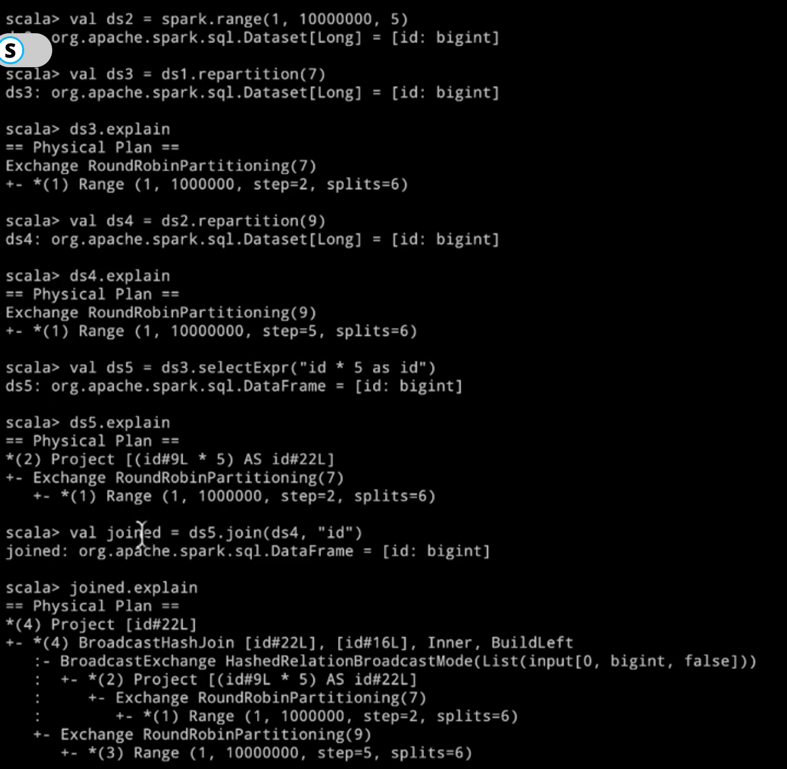 scala> val ds2 = spark.range(1, 10000000, 5)
org.apache.spark.sql.Dataset[Long] = [id: bigint]
S
scala> val ds3 = ds1.repartition(7)
ds3: org.apache.spark.sql.Dataset[Long] = [id: bigint]
scala> ds3.explain
== Physical Plan ==
Exchange RoundRobinPartitioning(7)
+- *(1) Range (1, 1000000, step=2, splits=6)
scala> val ds4 = ds2.repartition(9)
ds4: org.apache.spark.sql.Dataset[Long] = [id: bigint]
scala> ds4.explain
== Physical Plan ==
Exchange RoundRobinPartitioning(9)
+- *(1) Range (1, 10000000, step=5, splits=6)
scala> val ds5 = ds3.selectExpr("id * 5 as id")
ds5: org.apache.spark.sql.DataFrame = [id: bigint]
scala> ds5.explain
== Physical Plan ==
*(2) Project [(id#9L * 5) AS id#22L]
+- Exchange RoundRobinPartitioning(7)
   +- *(1) Range (1, 1000000, step=2, splits=6)
scala> val joined = ds5.join(ds4, "id")
joined: org.apache.spark.sql.DataFrame = [id: bigint]
scala> joined.explain
== Physical Plan ==
*(4) Project [id#22L]
+- *(4) BroadcastHashJoin [id#22L], [id#16L], Inner, BuildLeft
   :- BroadcastExchange HashedRelationBroadcastMode(List(input[0, bigint, false]))
   :  +- *(2) Project [(id#9L * 5) AS id#22L]
   :     +- Exchange RoundRobinPartitioning(7)
   :        +- *(1) Range (1, 1000000, step=2, splits=6)
   +- Exchange RoundRobinPartitioning(9)
      +- *(3) Range (1, 10000000, step=5, splits=6)